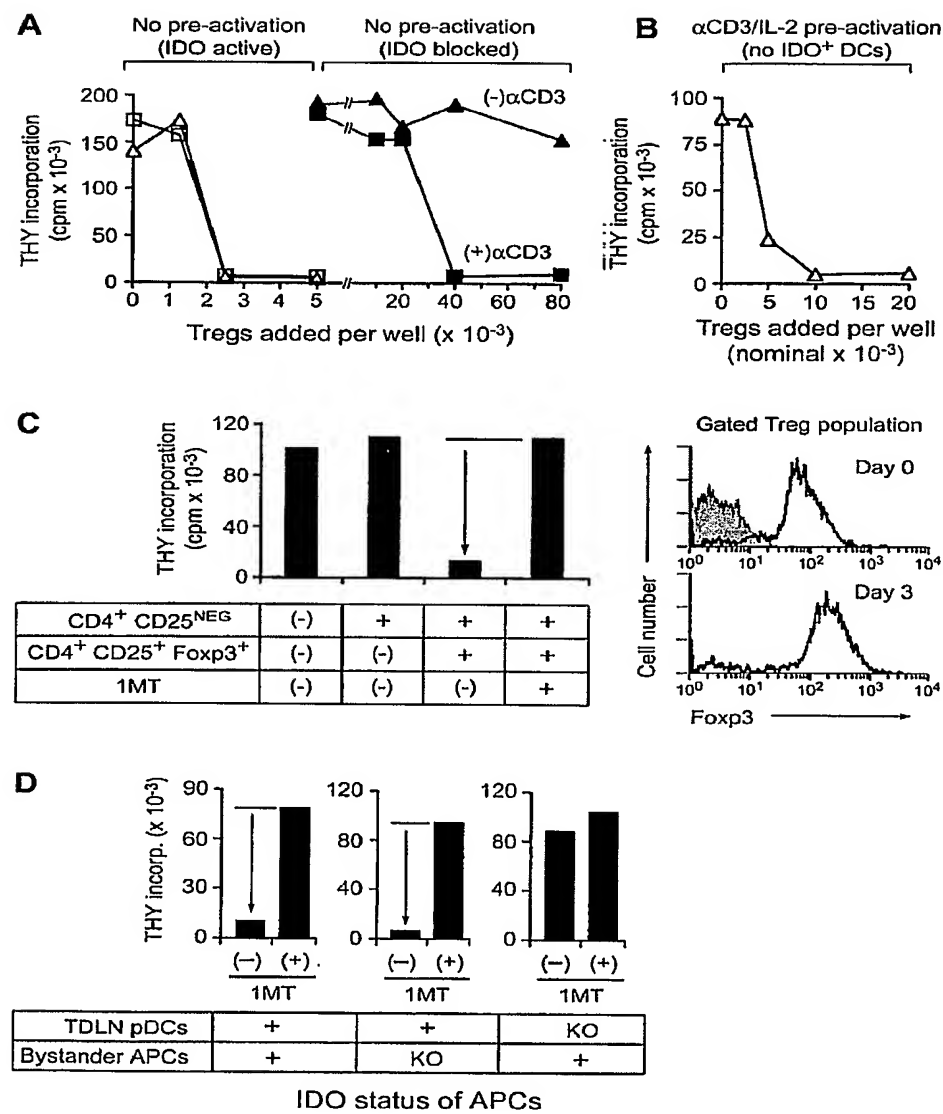 A
No pre-activation
(IDO active)
No pre-activation
(IDO blocked)
THY incorporation
(cpm x 10⁻³)
200
150
100
50
0
(-)αCD3
(+)αCD3
0 1 2 3 4 5 20 40 60 80
Tregs added per well (x 10⁻³)
B
αCD3/IL-2 pre-activation
(no IDO⁺ DCs)
THY incorporation
(cpm x 10⁻³)
100
75
50
25
0
0 5 10 15 20
Tregs added per well
(nominal x 10⁻³)
C
THY incorporation
(cpm x 10⁻³)
120
80
40
0
CD4⁺ CD25ᴺᴱᴳ (-) + + +
CD4⁺ CD25⁺ Foxp3⁺ (-) (-) + +
1MT (-) (-) (-) +
Gated Treg population
Day 0
10⁰ 10¹ 10² 10³ 10⁴
Day 3
10⁰ 10¹ 10² 10³ 10⁴
Cell number
Foxp3
D
THY incorp. (x 10⁻³)
90
60
30
0
(–) (+)
1MT
120
80
40
0
(–) (+)
1MT
120
80
40
0
(–) (+)
1MT
TDLN pDCs + + KO
Bystander APCs + KO +
IDO status of APCs